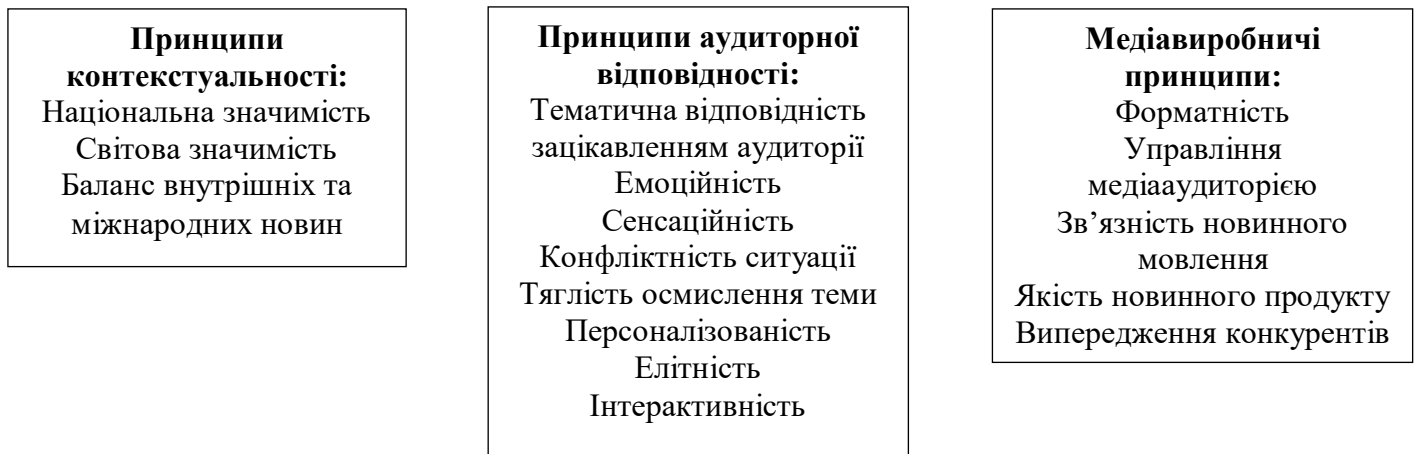 Принципи
контекстуальності:
Національна значимість
Світова значимість
Баланс внутрішніх та
міжнародних новин
Принципи аудиторної
відповідності:
Тематична відповідність
зацікавленням аудиторії
Емоційність
Сенсаційність
Конфліктність ситуації
Тяглість осмислення теми
Персоналізованість
Елітність
Інтерактивність
Медіавиробничі
принципи:
Форматність
Управління
медіааудиторією
Зв’язність новинного
мовлення
Якість новинного продукту
Випередження конкурентів